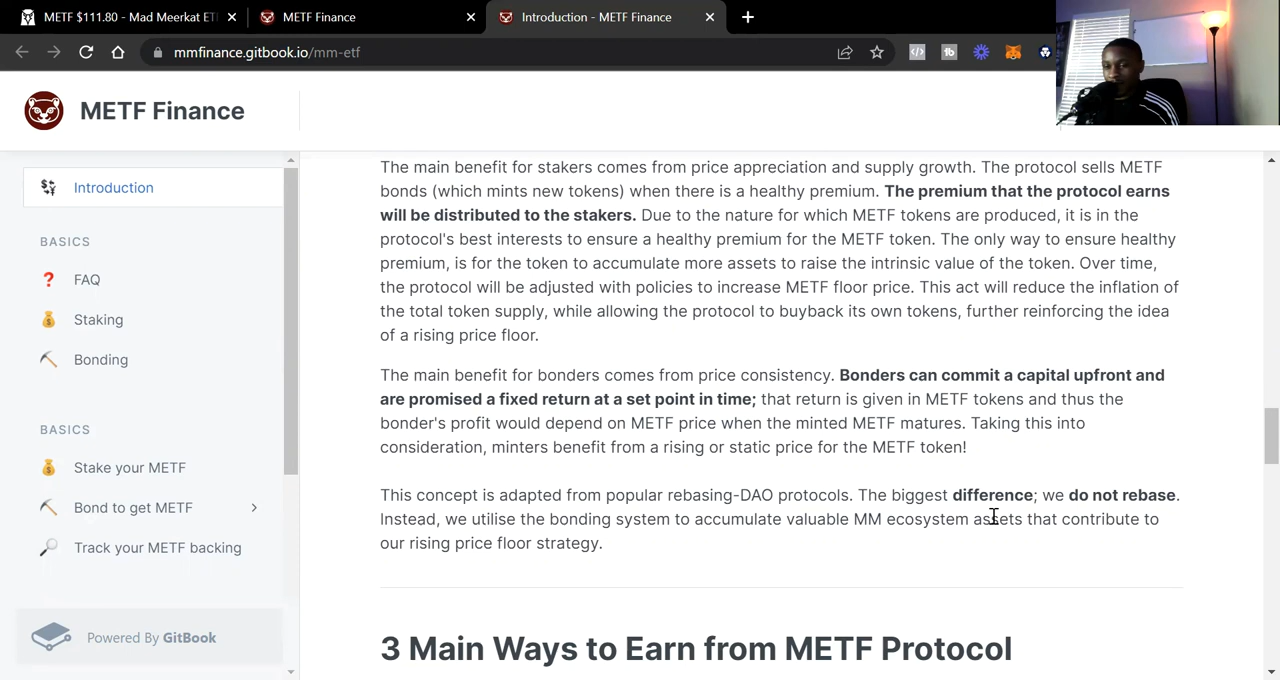 METF $111.80 - Mad Meerkat ETF
METF Finance
Introduction - METF Finance
mmfinance.gitbook.io/mm-etf
METF Finance
Introduction
BASICS
FAQ
Staking
Bonding
BASICS
Stake your METF
Bond to get METF
Track your METF backing
Powered By GitBook
The main benefit for stakers comes from price appreciation and supply growth. The protocol sells METF
bonds (which mints new tokens) when there is a healthy premium. The premium that the protocol earns
will be distributed to the stakers. Due to the nature for which METF tokens are produced, it is in the
protocol's best interests to ensure a healthy premium for the METF token. The only way to ensure healthy
premium, is for the token to accumulate more assets to raise the intrinsic value of the token. Over time,
the protocol will be adjusted with policies to increase METF floor price. This act will reduce the inflation of
the total token supply, while allowing the protocol to buyback its own tokens, further reinforcing the idea
of a rising price floor.
The main benefit for bonders comes from price consistency. Bonders can commit a capital upfront and
are promised a fixed return at a set point in time; that return is given in METF tokens and thus the
bonder's profit would depend on METF price when the minted METF matures. Taking this into
consideration, minters benefit from a rising or static price for the METF token!
This concept is adapted from popular rebasing-DAO protocols. The biggest difference; we do not rebase.
Instead, we utilise the bonding system to accumulate valuable MM ecosystem assets that contribute to
our rising price floor strategy.
3 Main Ways to Earn from METF Protocol